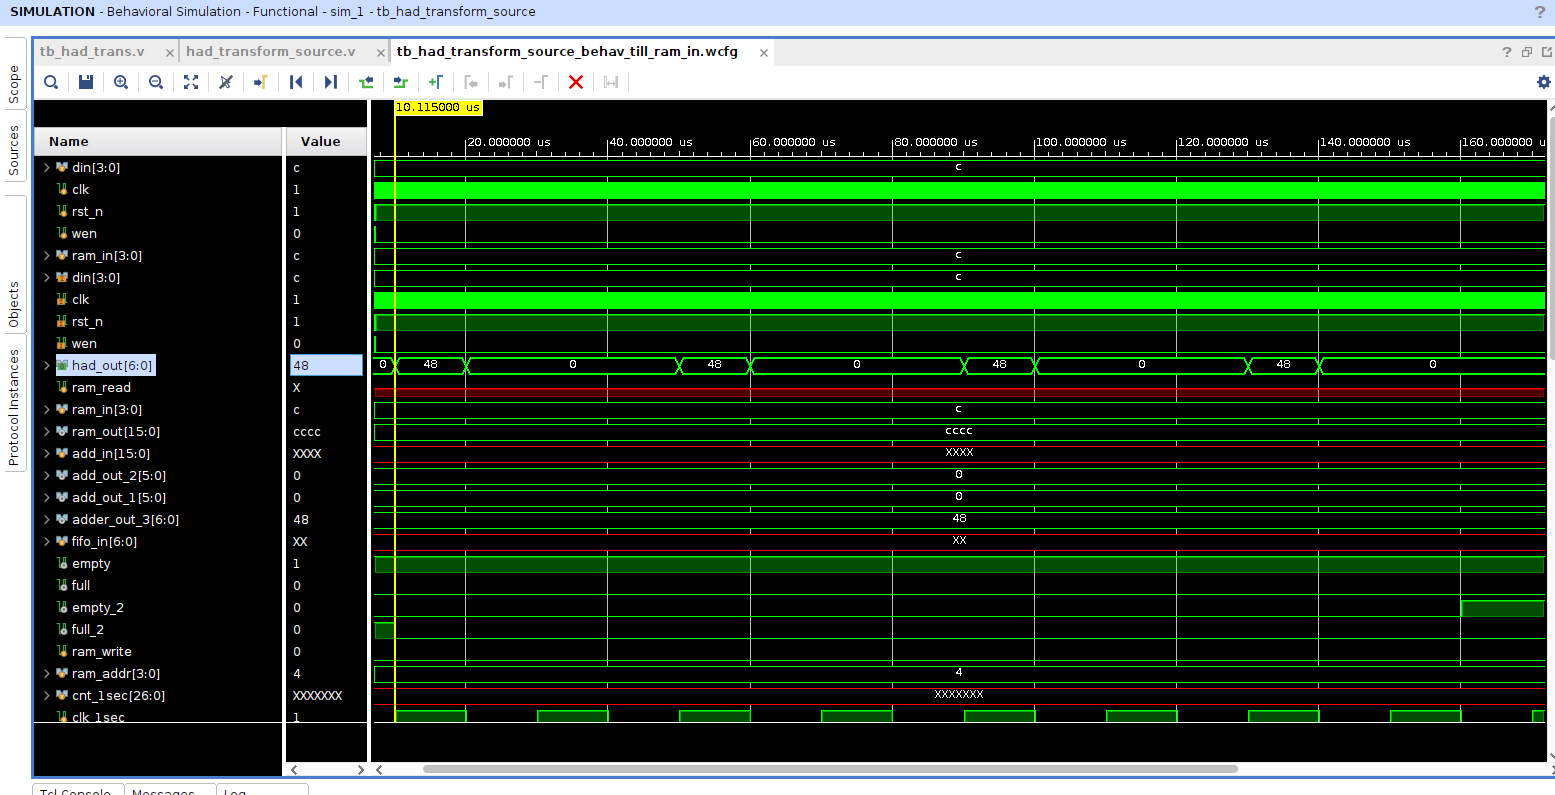 SIMULATION - Behavioral Simulation - Functional - sim_1 - tb_had_transform_source ?
tb_had_trans.v × had_transform_source.v × tb_had_transform_source_behav_till_ram_in.wcfg × ?
Scope
Sources
Objects
Protocol Instances
10.115000 us
Name Value 20.000000 us 40.000000 us 60.000000 us 80.000000 us 100.000000 us 120.000000 us 140.000000 us 160.000000 u
din[3:0] c c
clk 1
rst_n 1
wen 0
ram_in[3:0] c c
din[3:0] c c
clk 1
rst_n 1
wen 0
had_out[6:0] 48 0 48 0 48 0 48 0 48 0
ram_read X
ram_in[3:0] c c
ram_out[15:0] cccc cccc
add_in[15:0] XXXX XXXX
add_out_2[5:0] 0 0
add_out_1[5:0] 0 0
adder_out_3[6:0] 48 48
fifo_in[6:0] XX XX
empty 1
full 0
empty_2 0
full_2 0
ram_write 0
ram_addr[3:0] 4 4
cnt_1sec[26:0] XXXXXXX XXXXXXX
clk_1sec 1
Tcl Console Messages Log